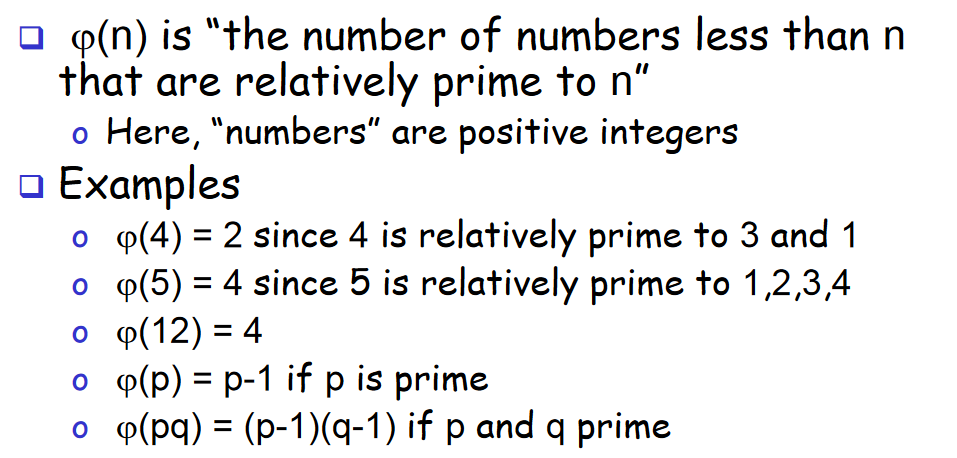 φ(n) is “the number of numbers less than n
that are relatively prime to n”
o Here, “numbers” are positive integers
Examples
o φ(4) = 2 since 4 is relatively prime to 3 and 1
o φ(5) = 4 since 5 is relatively prime to 1,2,3,4
o φ(12) = 4
o φ(p) = p-1 if p is prime
o φ(pq) = (p-1)(q-1) if p and q prime